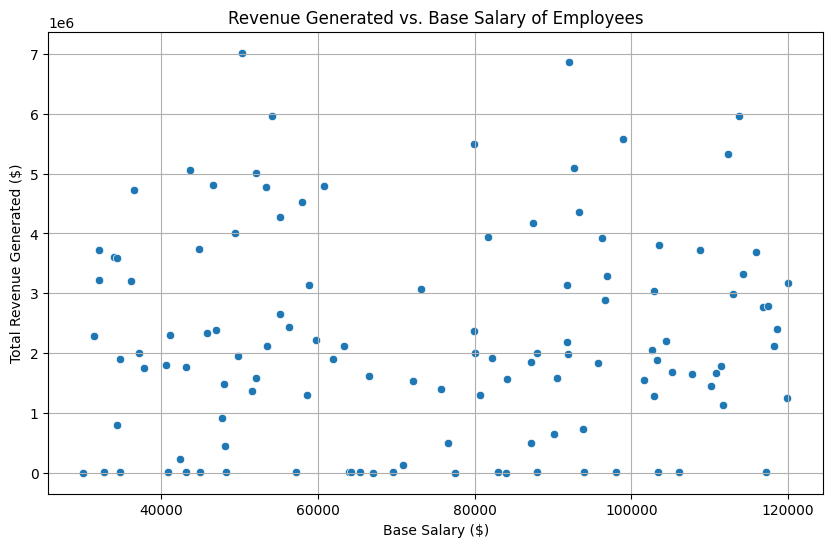 Revenue Generated vs. Base Salary of Employees
1e6
7
6
5
4
3
2
1
0
Total Revenue Generated ($)
40000 60000 80000 100000 120000
Base Salary ($)